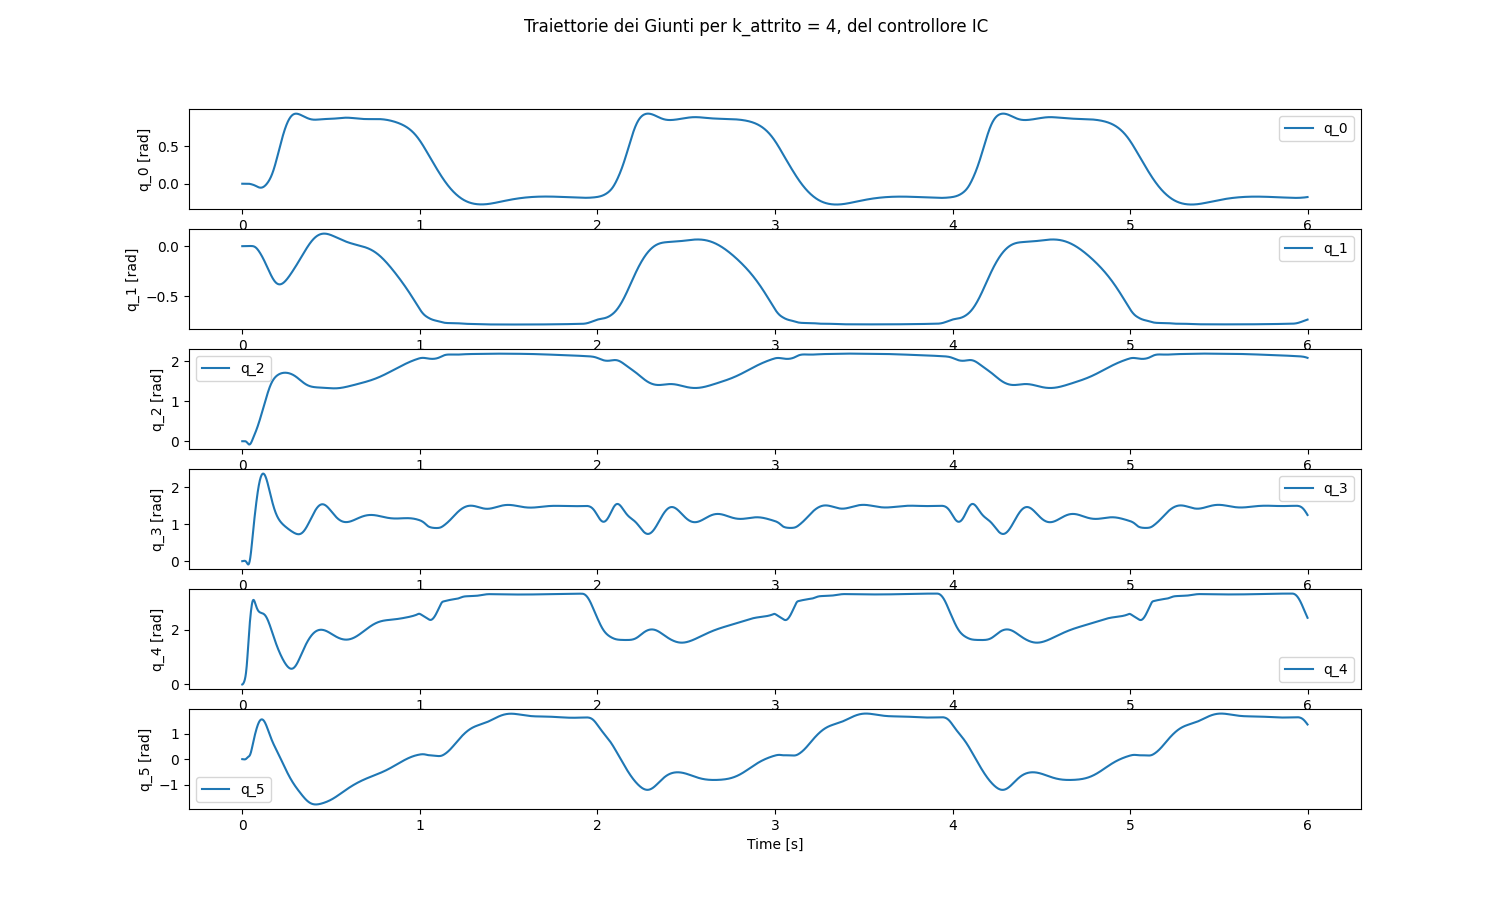 Traiettorie dei Giunti per k_attrito = 4, del controllore IC
q_0 [rad]
0.5
0.0
q_0
0 1 2 3 4 5 6
q_1 [rad]
0.0
−0.5
q_1
0 1 2 3 4 5 6
q_2 [rad]
2
1
0
q_2
0 1 2 3 4 5 6
q_3 [rad]
2
1
0
q_3
0 1 2 3 4 5 6
q_4 [rad]
2
0
q_4
0 1 2 3 4 5 6
q_5 [rad]
1
0
−1
q_5
0 1 2 3 4 5 6
Time [s]